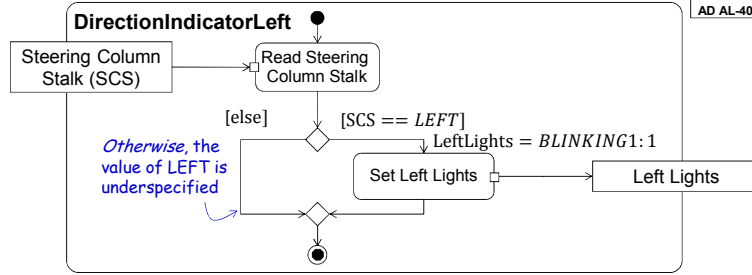 AD AL-40
DirectionIndicatorLeft
Steering Column
Stalk (SCS)
Read Steering
Column Stalk
[else]
[SCS == LEFT]
LeftLights = BLINKING1:1
Otherwise, the
value of LEFT is
underspecified
Set Left Lights
Left Lights